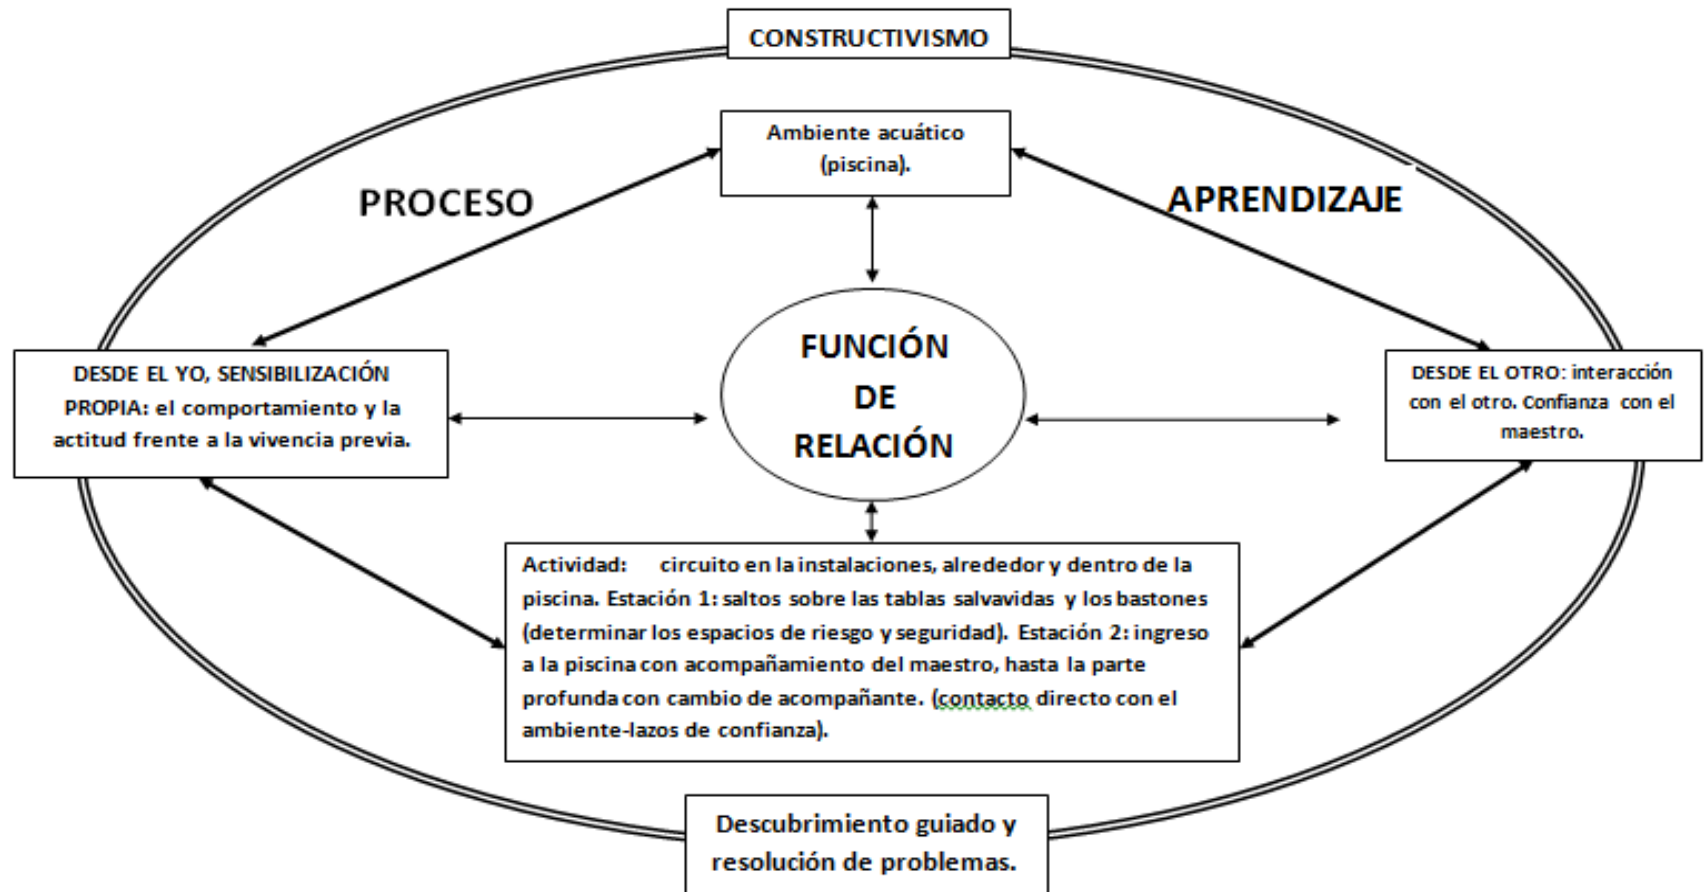 CONSTRUCTIVISMO
Ambiente acuático
(piscina).
PROCESO
APRENDIZAJE
DESDE EL YO, SENSIBILIZACIÓN
PROPIA: el comportamiento y la
actitud frente a la vivencia previa.
FUNCIÓN
DE
RELACIÓN
DESDE EL OTRO: interacción
con el otro. Confianza con el
maestro.
Actividad: circuito en la instalaciones, alrededor y dentro de la
piscina. Estación 1: saltos sobre las tablas salvavidas y los bastones
(determinar los espacios de riesgo y seguridad). Estación 2: ingreso
a la piscina con acompañamiento del maestro, hasta la parte
profunda con cambio de acompañante. (contacto directo con el
ambiente-lazos de confianza).
Descubrimiento guiado y
resolución de problemas.